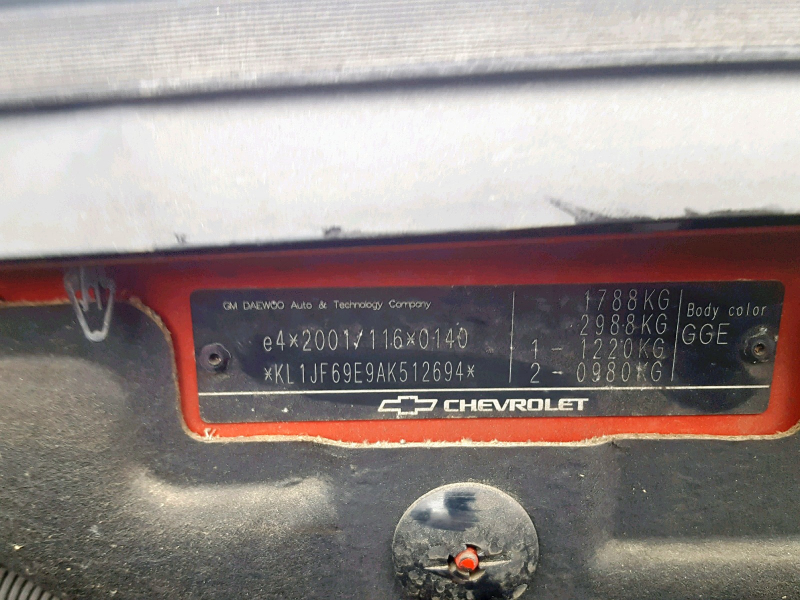 GM DAEWOO Auto & Technology Company
e4*2001/116*0140
*KL1JF69E9AK512694*
1788KG
2988KG
1 - 1220KG
2 - 0980KG
Body color
GGE
CHEVROLET